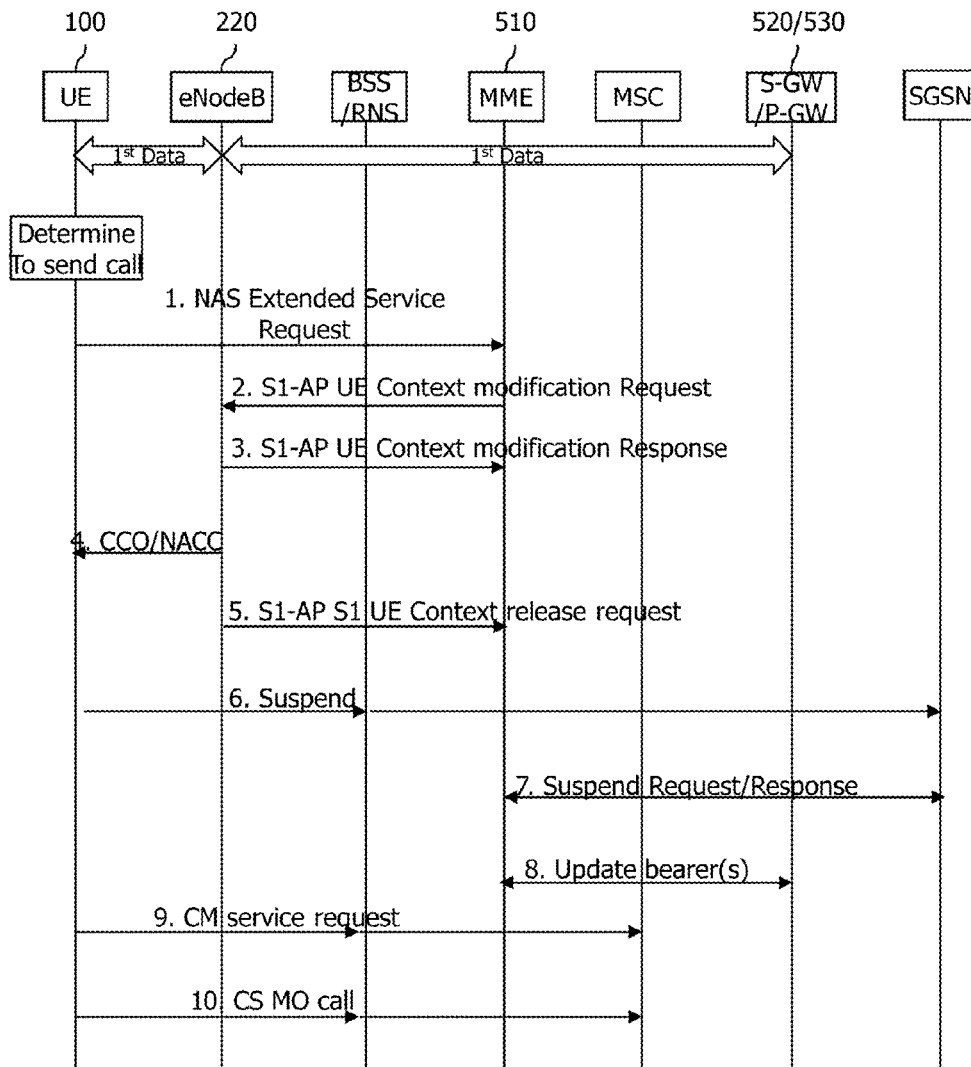 100
220
510
520/530
UE
eNodeB
BSS
/RNS
MME
MSC
S-GW
/P-GW
SGSN
1st Data
1st Data
Determine
To send call
1. NAS Extended Service
Request
2. S1-AP UE Context modification Request
3. S1-AP UE Context modification Response
4. CCO/NACC
5. S1-AP S1 UE Context release request
6. Suspend
7. Suspend Request/Response
8. Update bearer(s)
9. CM service request
10. CS MO call